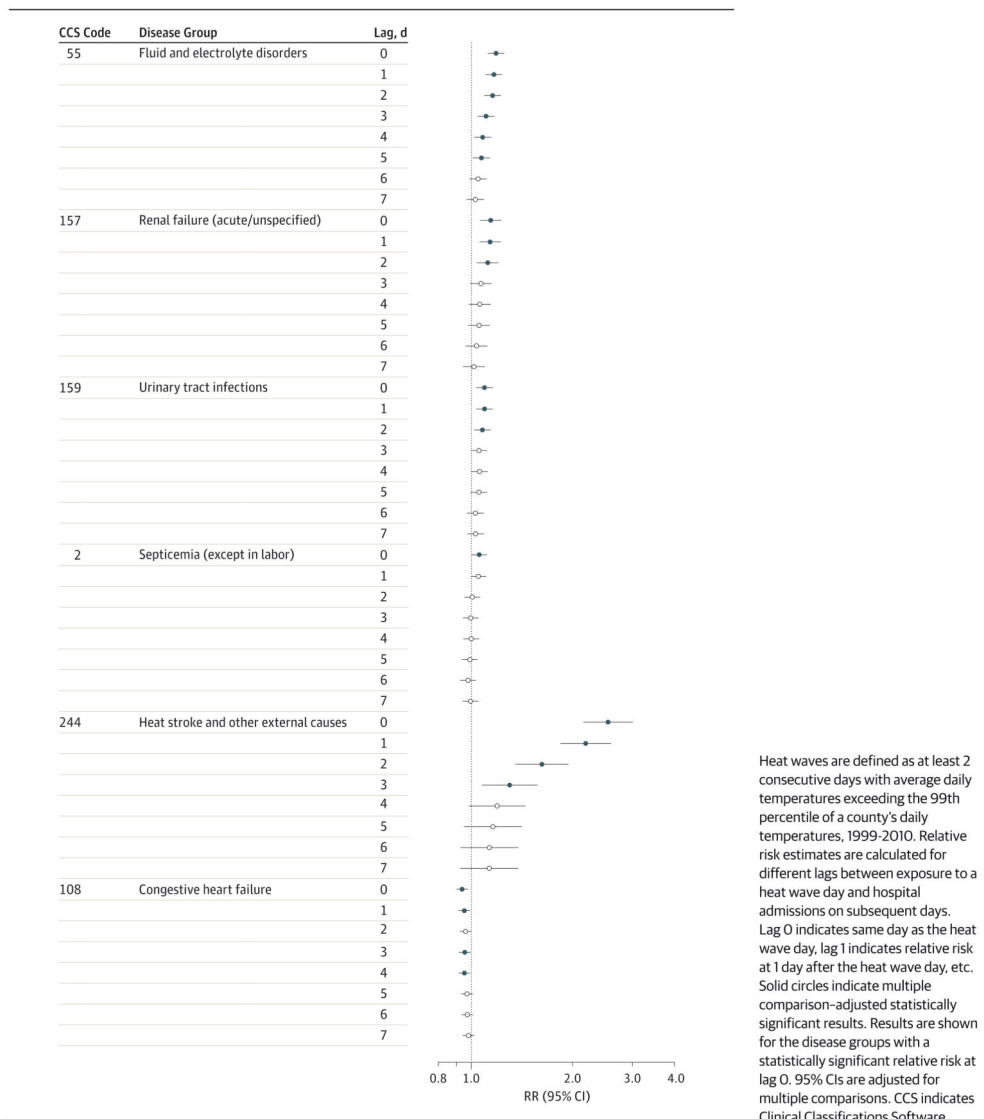 CCS Code Disease Group Lag, d
55 Fluid and electrolyte disorders 0
1
2
3
4
5
6
7
157 Renal failure (acute/unspecified) 0
1
2
3
4
5
6
7
159 Urinary tract infections 0
1
2
3
4
5
6
7
2 Septicemia (except in labor) 0
1
2
3
4
5
6
7
244 Heat stroke and other external causes 0
1
2
3
4
5
6
7
108 Congestive heart failure 0
1
2
3
4
5
6
7
0.8 1.0 2.0 3.0 4.0
RR (95% CI)
Heat waves are defined as at least 2
consecutive days with average daily
temperatures exceeding the 99th
percentile of a county's daily
temperatures, 1999-2010. Relative
risk estimates are calculated for
different lags between exposure to a
heat wave day and hospital
admissions on subsequent days.
Lag 0 indicates same day as the heat
wave day, lag 1 indicates relative risk
at 1 day after the heat wave day, etc.
Solid circles indicate multiple
comparison–adjusted statistically
significant results. Results are shown
for the disease groups with a
statistically significant relative risk at
lag 0. 95% CIs are adjusted for
multiple comparisons. CCS indicates
Clinical Classifications Software